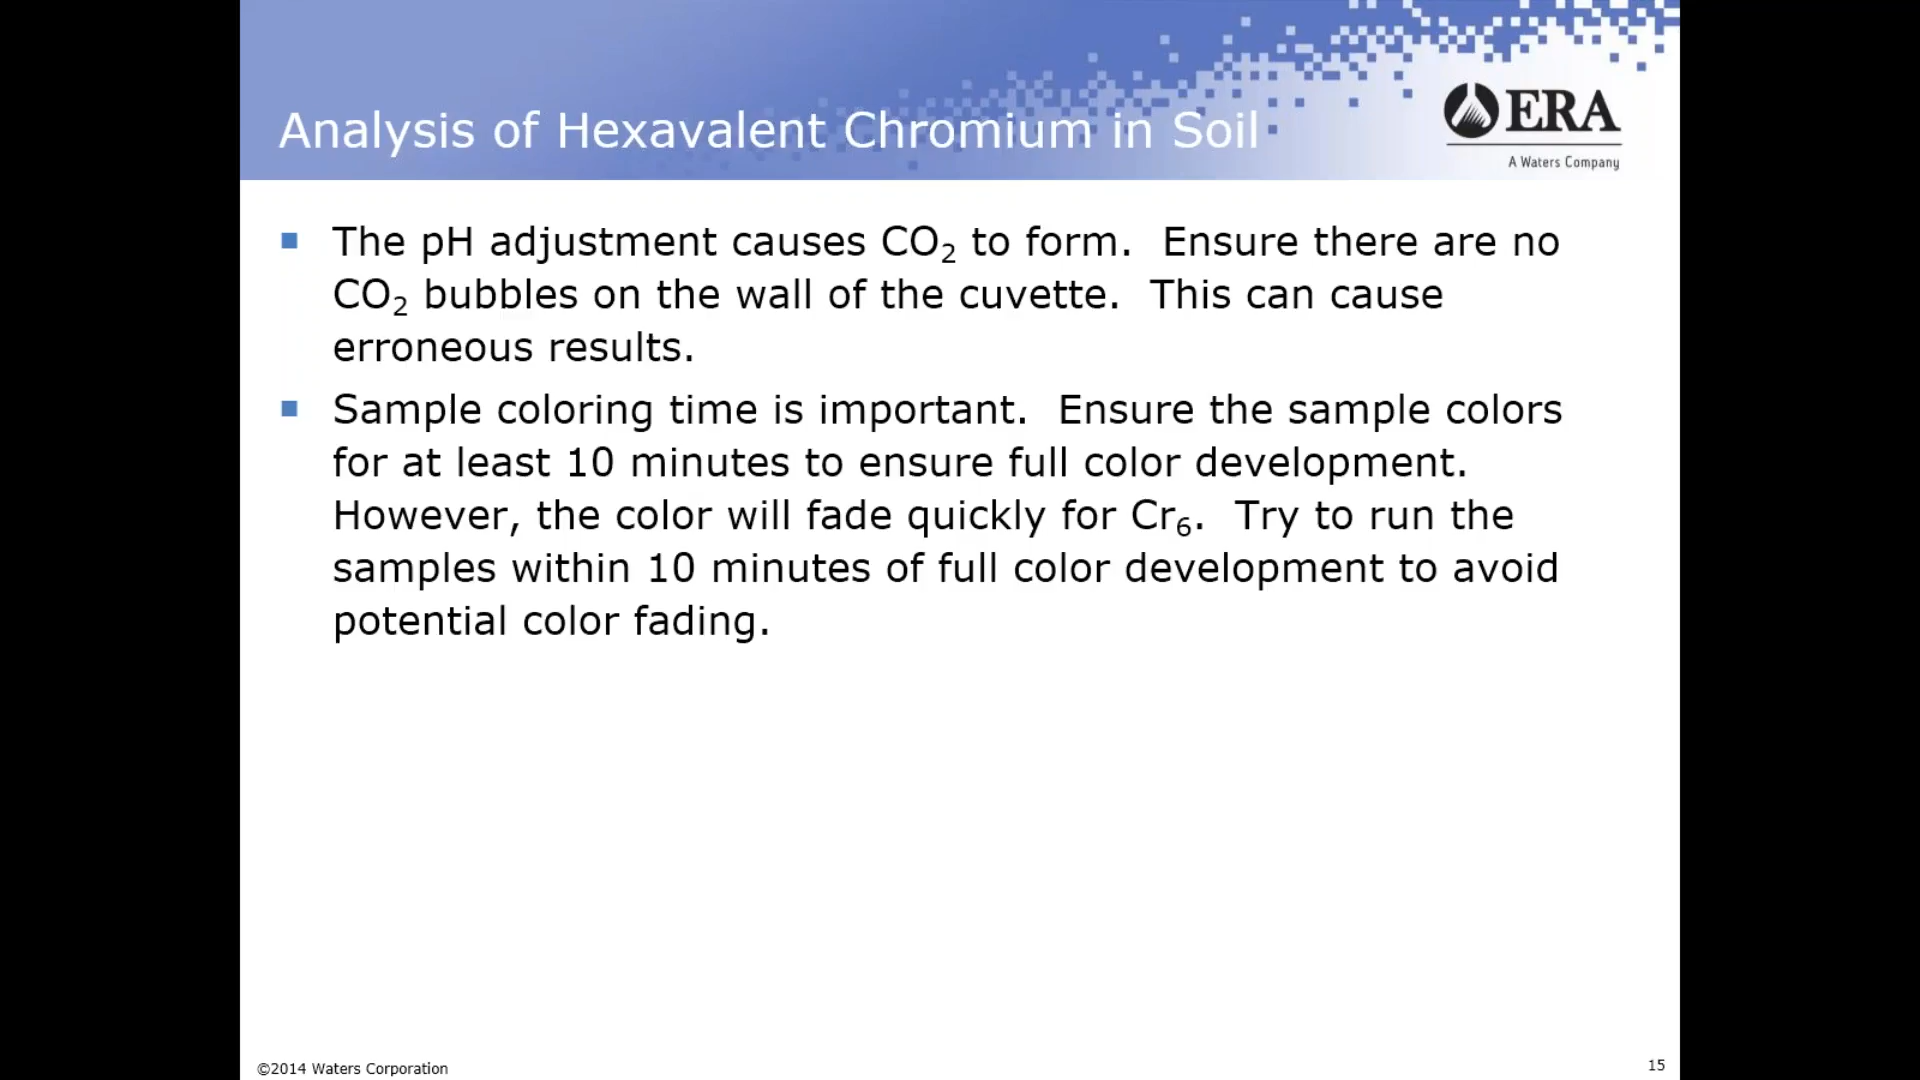 Analysis of Hexavalent Chromium in Soil
ERA
A Waters Company
The pH adjustment causes CO₂ to form. Ensure there are no
CO₂ bubbles on the wall of the cuvette. This can cause
erroneous results.
Sample coloring time is important. Ensure the sample colors
for at least 10 minutes to ensure full color development.
However, the color will fade quickly for Cr₆. Try to run the
samples within 10 minutes of full color development to avoid
potential color fading.
©2014 Waters Corporation
15